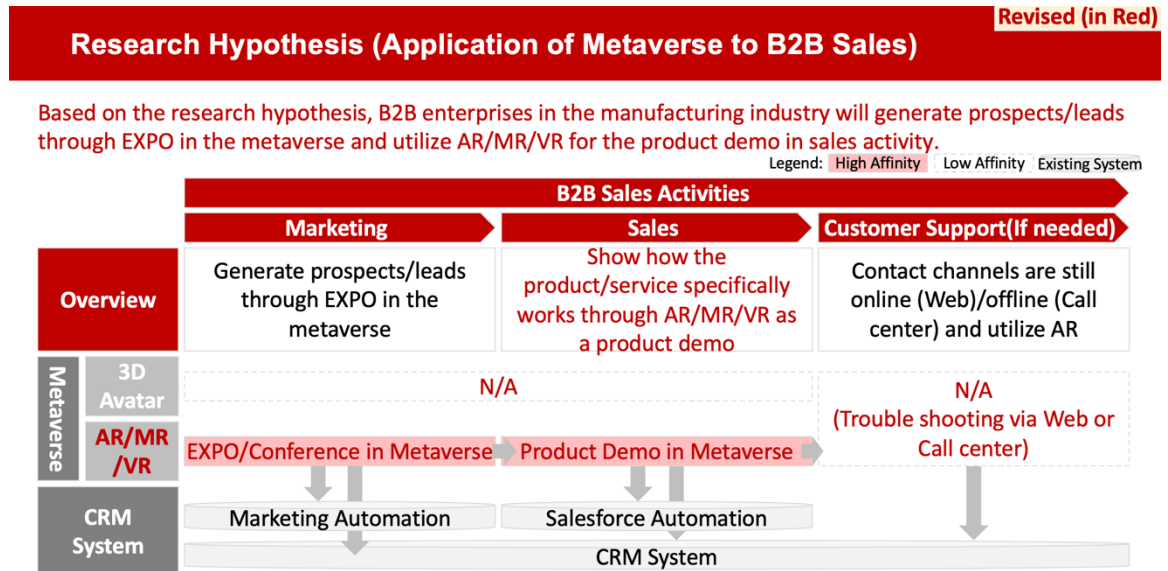 Revised (in Red)
Research Hypothesis (Application of Metaverse to B2B Sales)
Based on the research hypothesis, B2B enterprises in the manufacturing industry will generate prospects/leads
through EXPO in the metaverse and utilize AR/MR/VR for the product demo in sales activity.
Legend: High Affinity Low Affinity Existing System
B2B Sales Activities
Marketing
Sales
Customer Support(If needed)
Overview
Generate prospects/leads
through EXPO in the
metaverse
Show how the
product/service specifically
works through AR/MR/VR as
a product demo
Contact channels are still
online (Web)/offline (Call
center) and utilize AR
Metaverse
3D
Avatar
N/A
N/A
(Trouble shooting via Web or
Call center)
AR/MR
/VR
EXPO/Conference in Metaverse
Product Demo in Metaverse
CRM
System
Marketing Automation
Salesforce Automation
CRM System